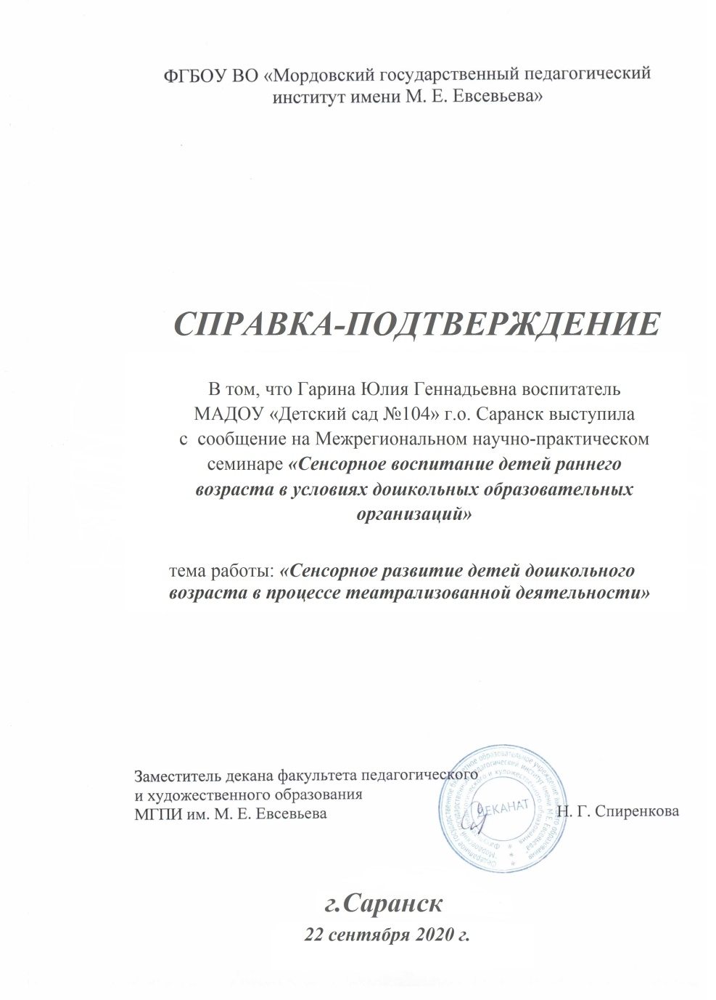 ФГБОУ ВО «Мордовский государственный педагогический
институт имени М. Е. Евсевьева»
СПРАВКА-ПОДТВЕРЖДЕНИЕ
В том, что Гарина Юлия Геннадьевна воспитатель
МАДОУ «Детский сад №104» г.о. Саранск выступила
с  сообщение на Межрегиональном научно-практическом
семинаре «Сенсорное воспитание детей раннего
возраста в условиях дошкольных образовательных
организаций»
тема работы: «Сенсорное развитие детей дошкольного
возраста в процессе театрализованной деятельности»
Заместитель декана факультета педагогического
и художественного образования
МГПИ им. М. Е. Евсевьева
Н. Г. Спиренкова
ДЕКАНАТ
г.Саранск
22 сентября 2020 г.